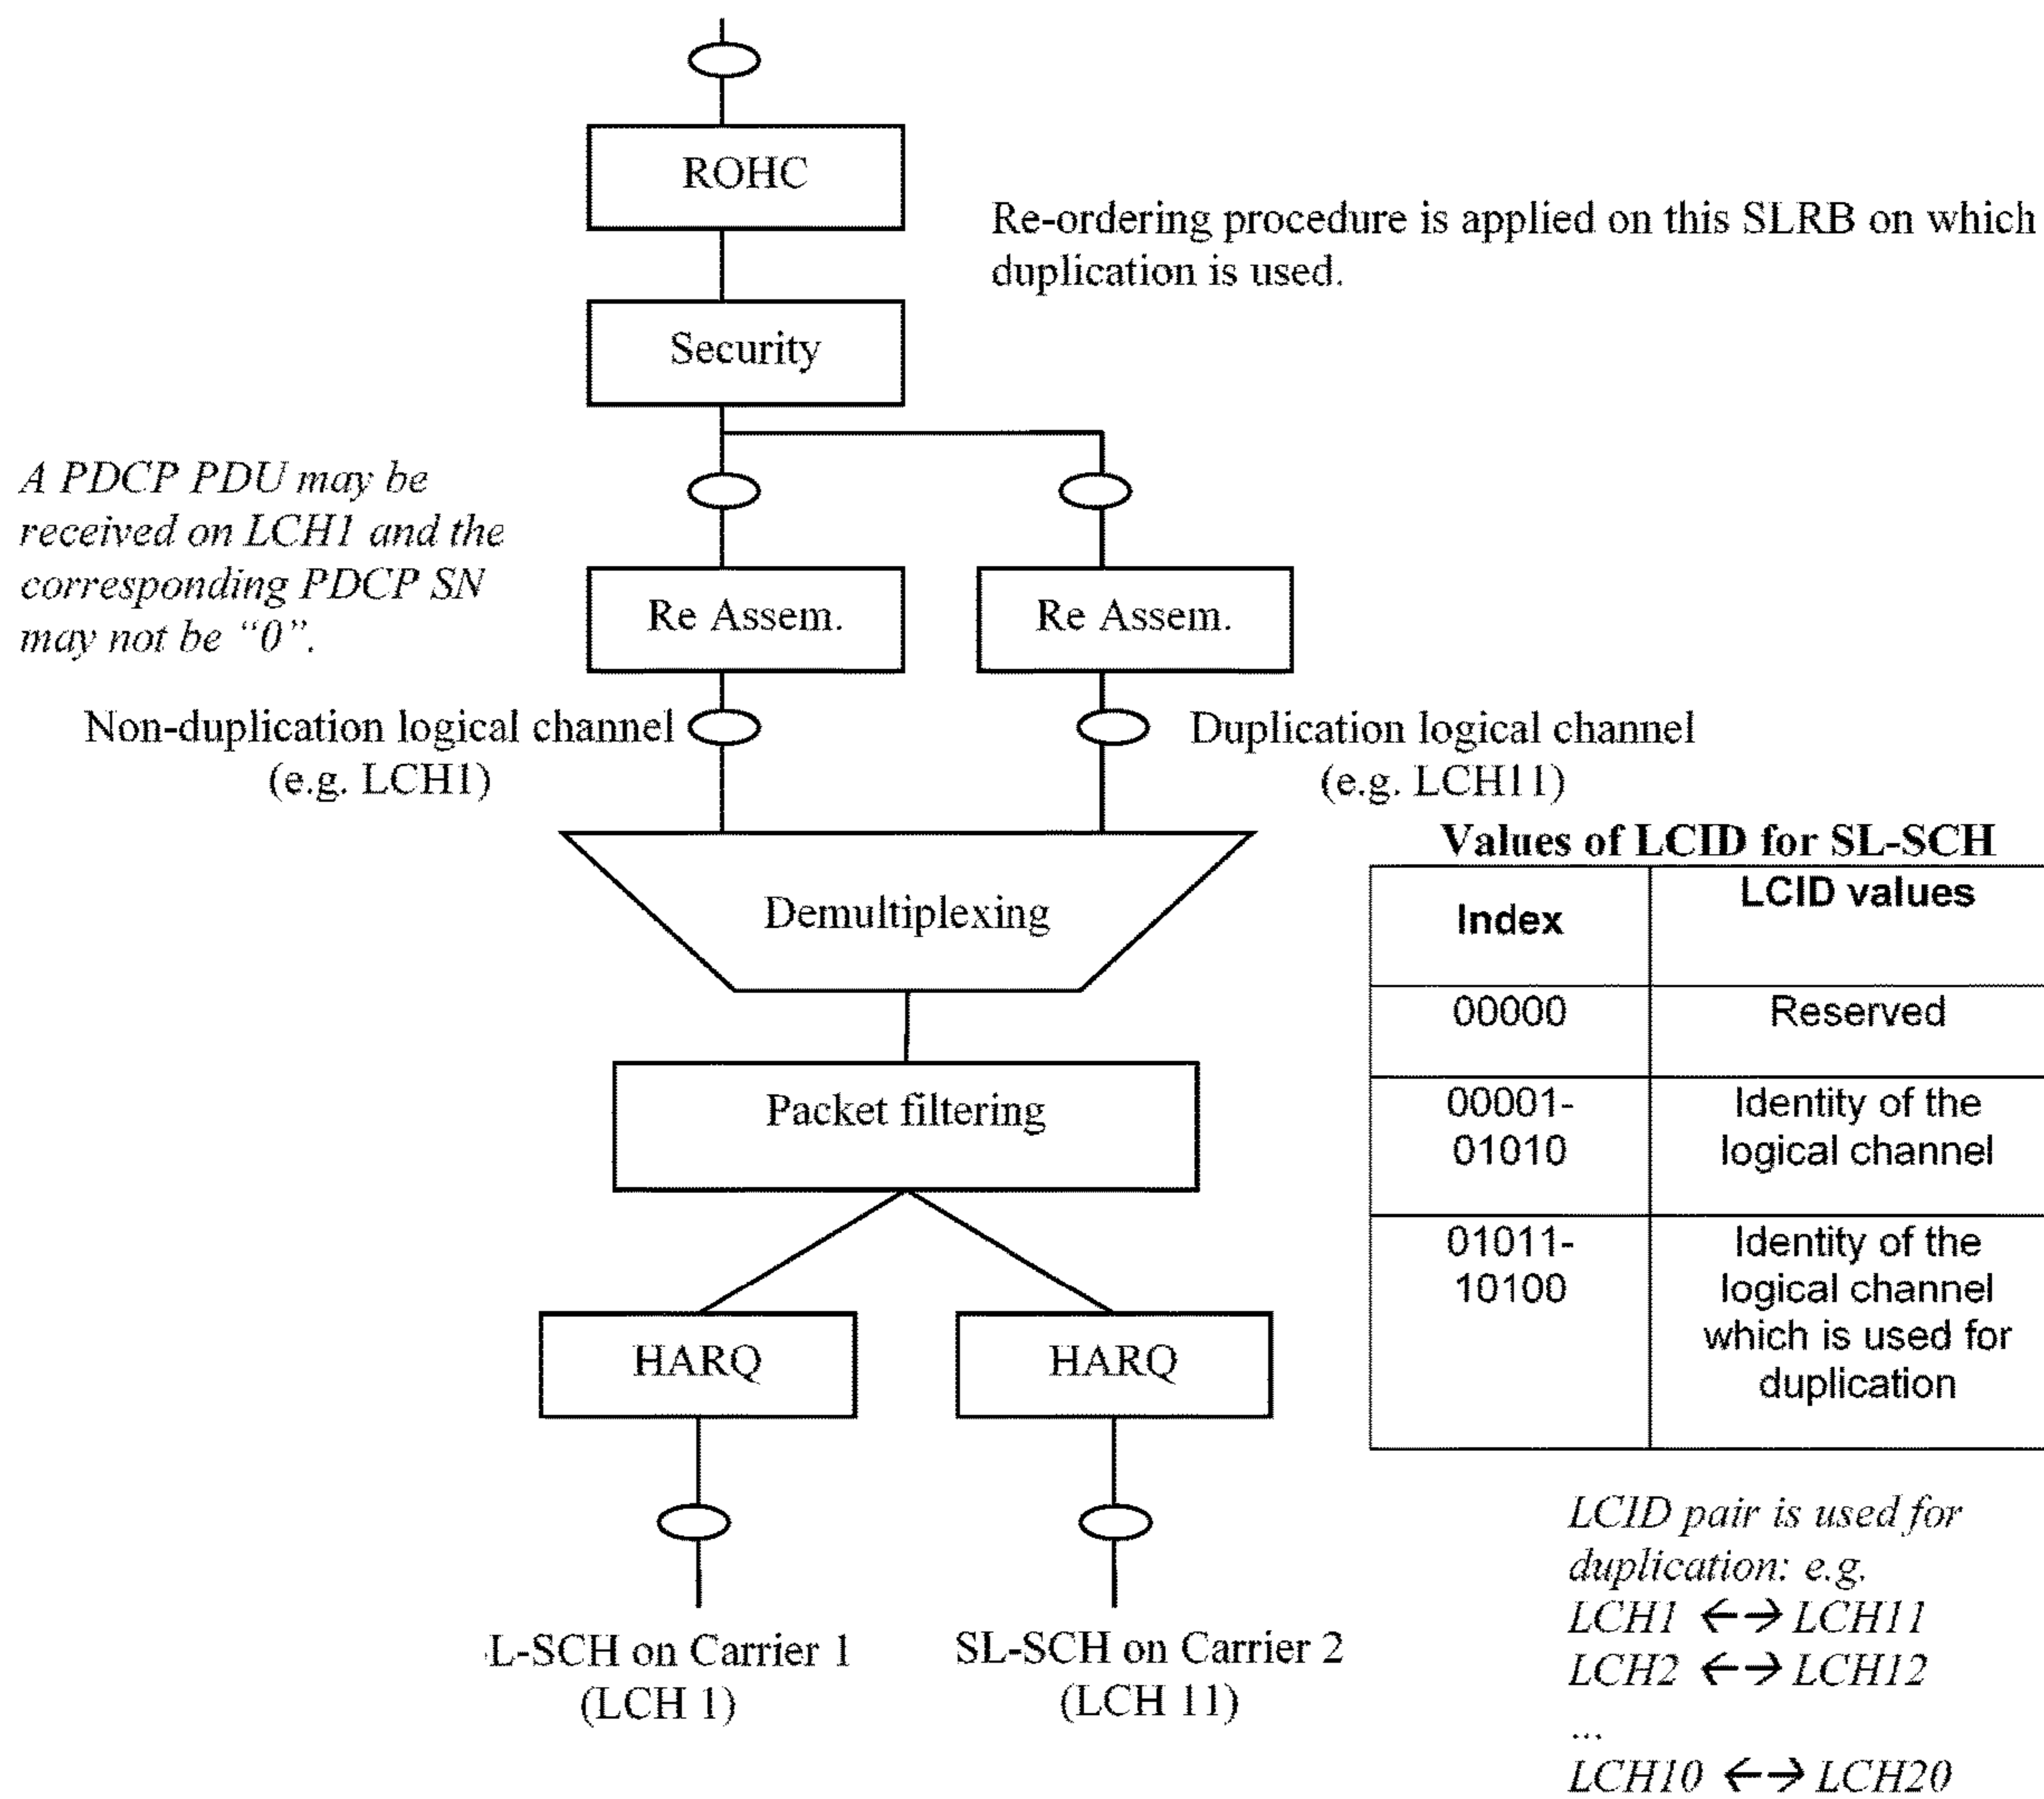 ROHC
Re-ordering procedure is applied on this SLRB on which
duplication is used.
Security
A PDCP PDU may be
received on LCH1 and the
corresponding PDCP SN
may not be “0”.
Re Assem.
Re Assem.
Non-duplication logical channel
(e.g. LCH1)
Duplication logical channel
(e.g. LCH11)
Demultiplexing
Packet filtering
HARQ
HARQ
L-SCH on Carrier 1
(LCH 1)
SL-SCH on Carrier 2
(LCH 11)
Values of LCID for SL-SCH
Index
LCID values
00000
Reserved
00001-
01010
Identity of the
logical channel
01011-
10100
Identity of the
logical channel
which is used for
duplication
LCID pair is used for
duplication: e.g.
LCH1 ←→ LCH11
LCH2 ←→ LCH12
...
LCH10 ←→ LCH20